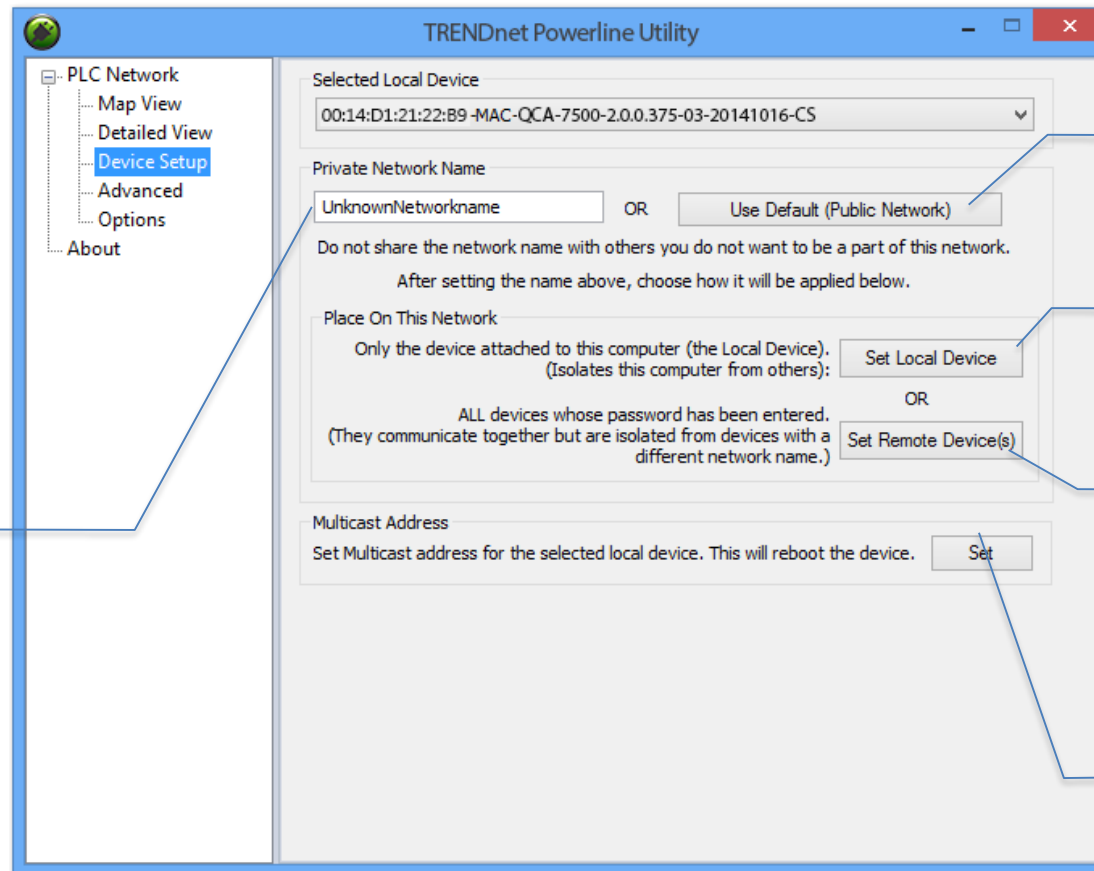 TRENDnet Powerline Utility
PLC Network
Map View
Detailed View
Device Setup
Advanced
Options
About
Selected Local Device
00:14:D1:21:22:B9 -MAC-QCA-7500-2.0.0.375-03-20141016-CS
Private Network Name
UnknownNetworkname
OR
Use Default (Public Network)
Do not share the network name with others you do not want to be a part of this network.
After setting the name above, choose how it will be applied below.
Place On This Network
Only the device attached to this computer (the Local Device).
(Isolates this computer from others):
Set Local Device
OR
ALL devices whose password has been entered.
(They communicate together but are isolated from devices with a
different network name.)
Set Remote Device(s)
Multicast Address
Set Multicast address for the selected local device. This will reboot the device.
Set